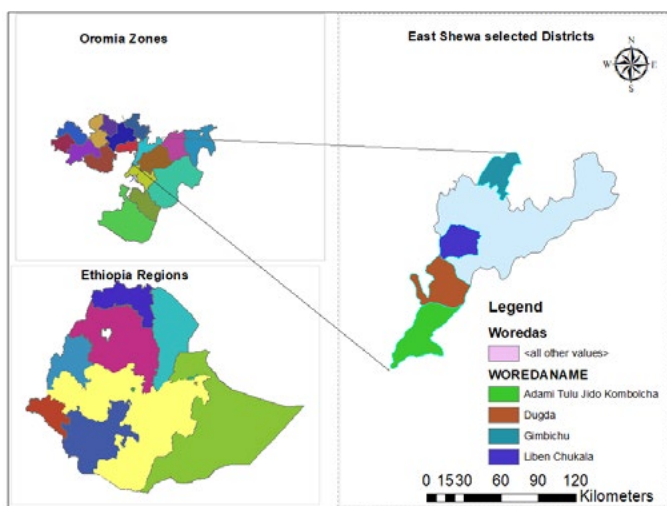 Oromia Zones
East Shewa selected Districts
N
W E
S
Ethiopia Regions
Legend
Woredas
<all other values>
WOREDANAME
Adami Tulu Jido Kombolcha
Dugda
Gimbichu
Liben Chukala
0 15 30 60 90 120
Kilometers